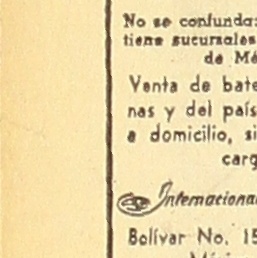 No se confunda:
tiene sucursales
de Mé
Venta de bate
nas y del país
a domicilio, si
carg
Internacional
Bolívar No. 15